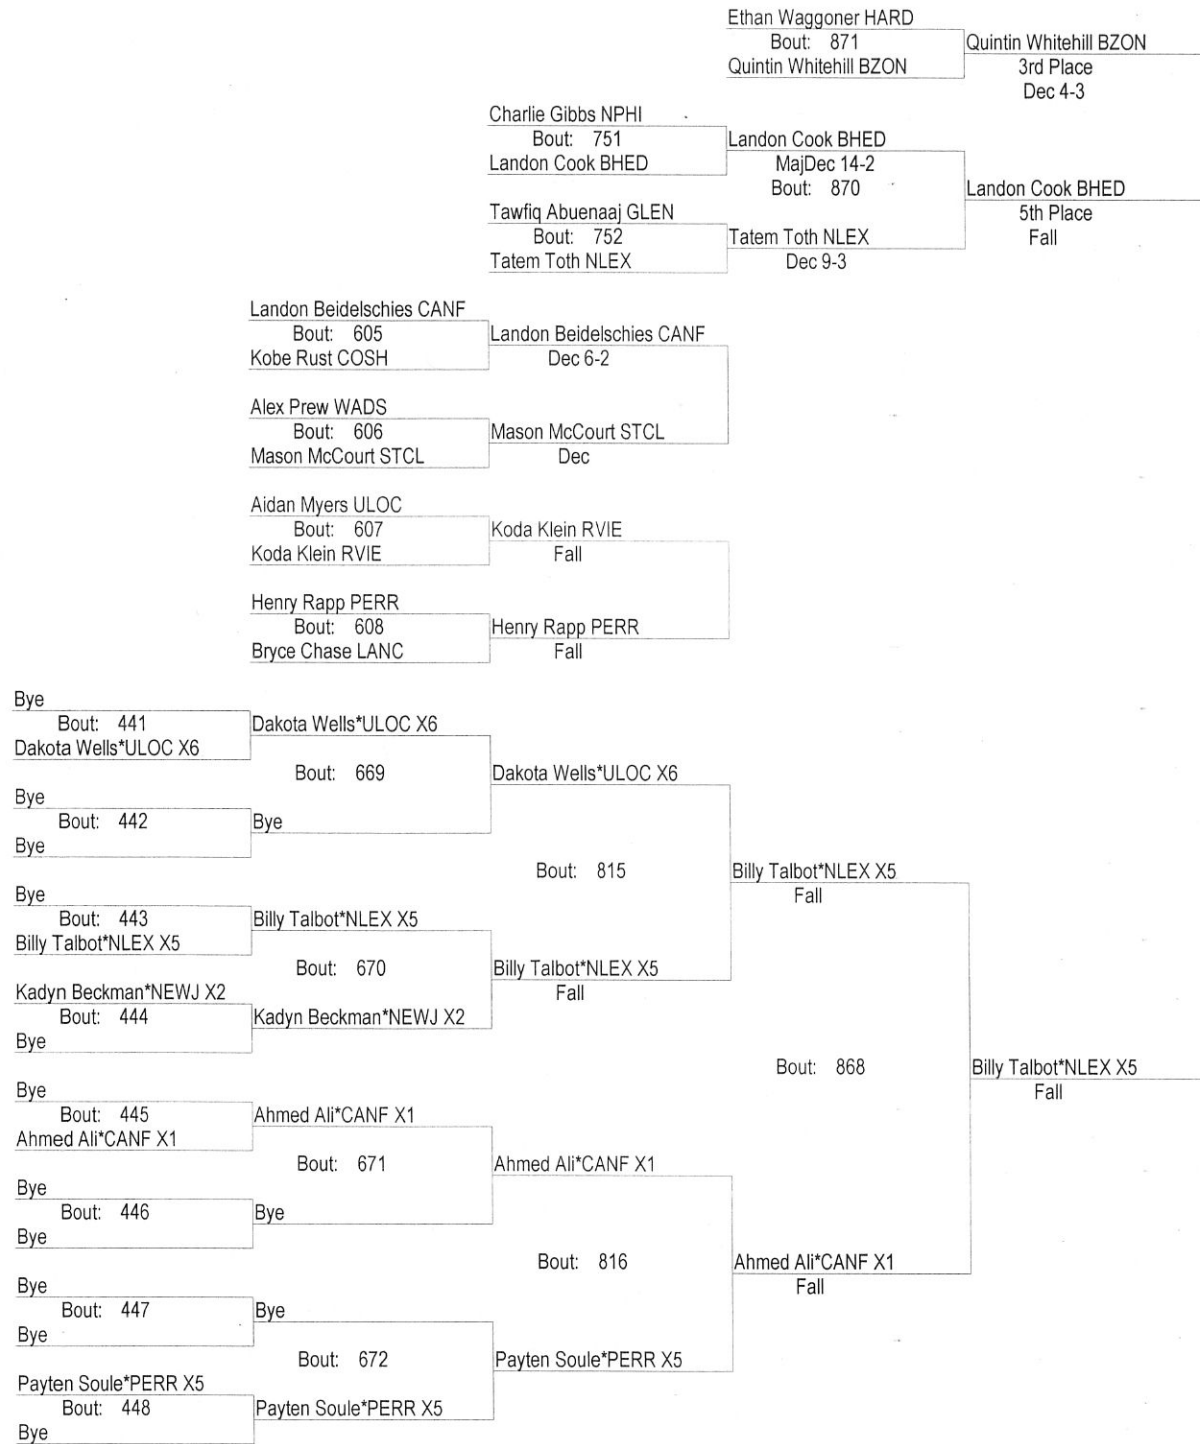 Ethan Waggoner HARD
Bout: 871
Quintin Whitehill BZON
Quintin Whitehill BZON
3rd Place
Dec 4-3
Charlie Gibbs NPHI
Bout: 751
Landon Cook BHED
Landon Cook BHED
MajDec 14-2
Bout: 870
Landon Cook BHED
5th Place
Fall
Tawfiq Abuenaaj GLEN
Bout: 752
Tatem Toth NLEX
Tatem Toth NLEX
Dec 9-3
Landon Beidelschies CANF
Bout: 605
Kobe Rust COSH
Landon Beidelschies CANF
Dec 6-2
Alex Prew WADS
Bout: 606
Mason McCourt STCL
Mason McCourt STCL
Dec
Aidan Myers ULOC
Bout: 607
Koda Klein RVIE
Koda Klein RVIE
Fall
Henry Rapp PERR
Bout: 608
Bryce Chase LANC
Henry Rapp PERR
Fall
Bye
Bout: 441
Dakota Wells*ULOC X6
Dakota Wells*ULOC X6
Bout: 669
Dakota Wells*ULOC X6
Bye
Bout: 442
Bye
Bye
Bout: 815
Billy Talbot*NLEX X5
Fall
Bye
Bout: 443
Billy Talbot*NLEX X5
Billy Talbot*NLEX X5
Bout: 670
Billy Talbot*NLEX X5
Fall
Kadyn Beckman*NEWJ X2
Bout: 444
Bye
Kadyn Beckman*NEWJ X2
Bout: 868
Billy Talbot*NLEX X5
Fall
Bye
Bout: 445
Ahmed Ali*CANF X1
Ahmed Ali*CANF X1
Bout: 671
Ahmed Ali*CANF X1
Bye
Bout: 446
Bye
Bye
Bout: 816
Ahmed Ali*CANF X1
Fall
Bye
Bout: 447
Bye
Bye
Bout: 672
Payten Soule*PERR X5
Payten Soule*PERR X5
Bout: 448
Bye
Payten Soule*PERR X5